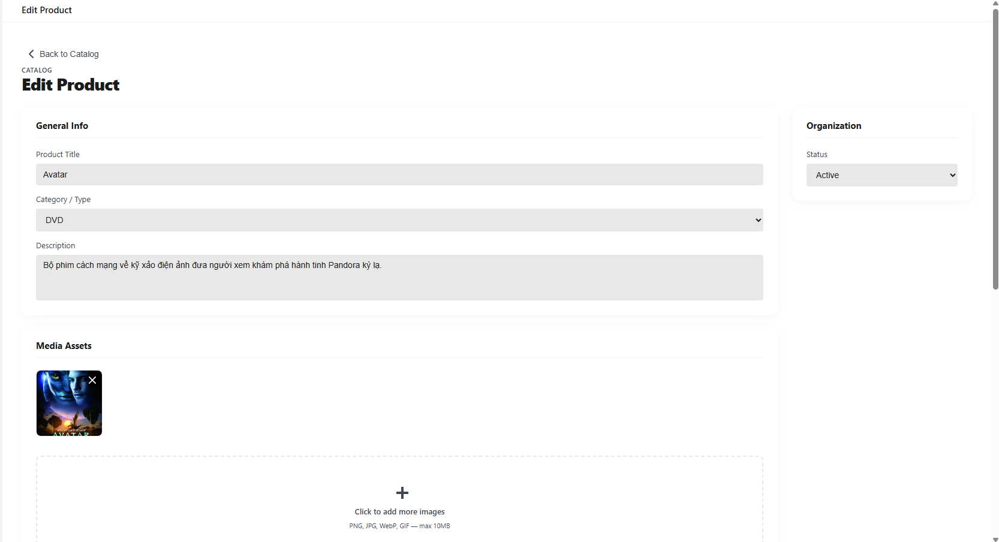 Edit Product
Back to Catalog
CATALOG
Edit Product
General Info
Product Title
Avatar
Category / Type
DVD
Description
Bộ phim cách mạng về kỹ xảo điện ảnh đưa người xem khám phá hành tinh Pandora kỳ lạ.
Organization
Status
Active
Media Assets
AVATAR
Click to add more images
PNG, JPG, WebP, GIF — max 10MB